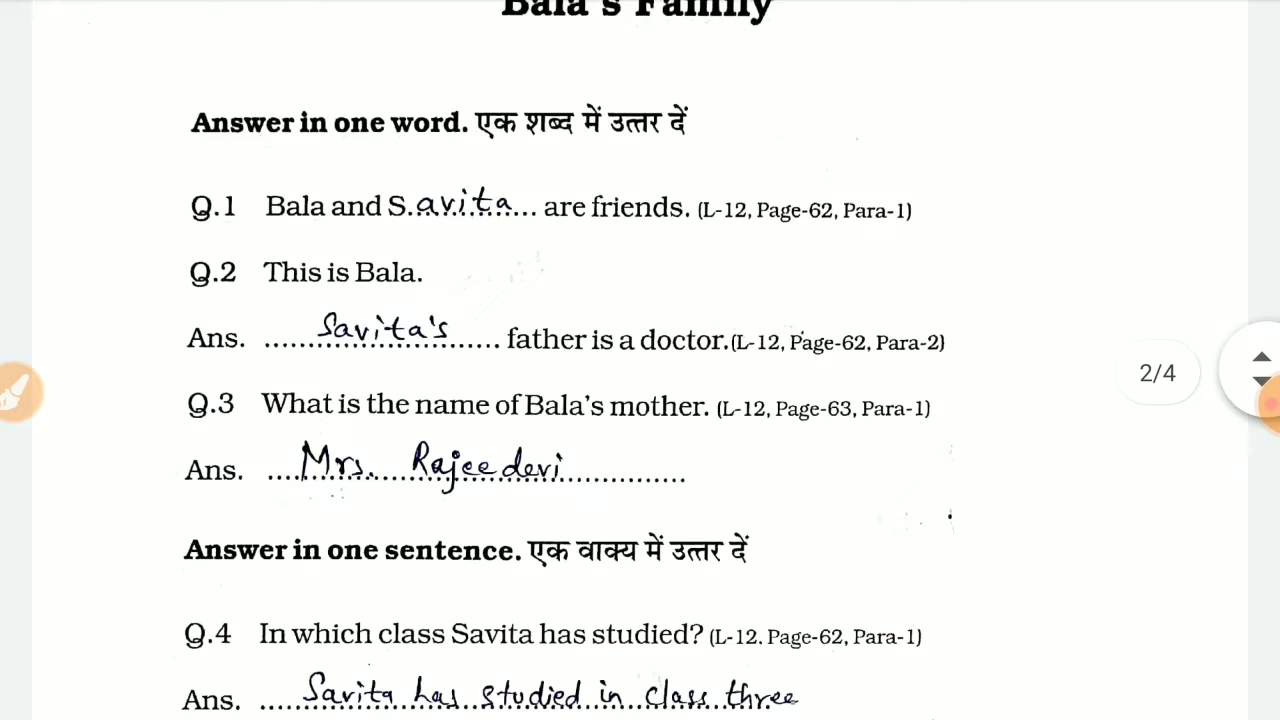 Bala's Family
Answer in one word. एक शब्द में उत्तर दें
Q.1 Bala and S.avita... are friends. (L-12, Page-62, Para-1)
Q.2 This is Bala.
Ans. ......Savita's...... father is a doctor.(L-12, Page-62, Para-2)
Q.3 What is the name of Bala's mother. (L-12, Page-63, Para-1)
2/4
Ans. ....Mrs. Rajee devi..............
Answer in one sentence. एक वाक्य में उत्तर दें
Q.4 In which class Savita has studied? (L-12. Page-62, Para-1)
Ans. ....Savita has studied in class three